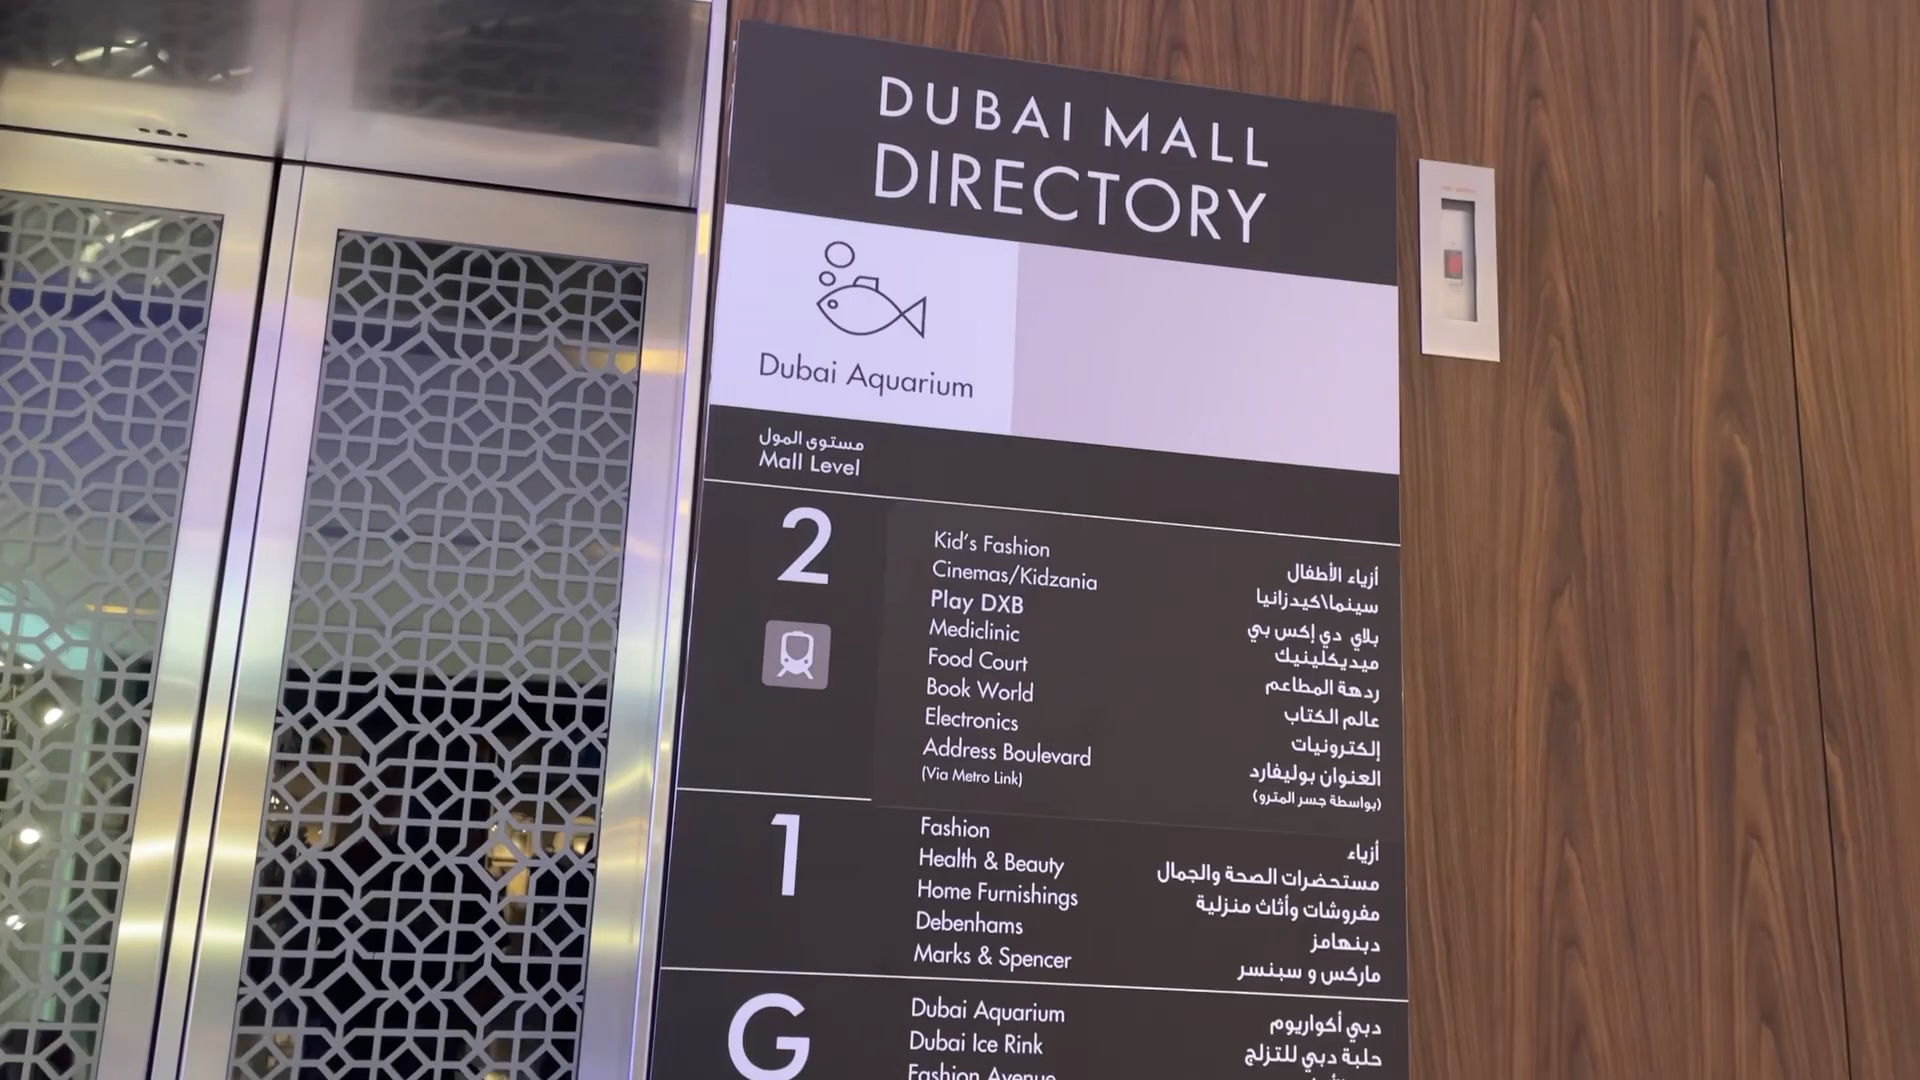 DUBAI MALL
DIRECTORY
Dubai Aquarium
مستوى المول
Mall Level
2
Kid's Fashion
أزياء الأطفال
Cinemas/Kidzania
سينما\كيدزانيا
Play DXB
بلاي دي إكس بي
Mediclinic
ميديكلينيك
Food Court
ردهة المطاعم
Book World
عالم الكتاب
Electronics
إلكترونيات
Address Boulevard
العنوان بوليفارد
(Via Metro Link)
(بواسطة جسر المترو)
1
Fashion
أزياء
Health & Beauty
مستحضرات الصحة والجمال
Home Furnishings
مفروشات وأثاث منزلية
Debenhams
دبنهامز
Marks & Spencer
ماركس و سبنسر
G
Dubai Aquarium
دبي أكواريوم
Dubai Ice Rink
حلبة دبي للتزلج
Fashion Avenue